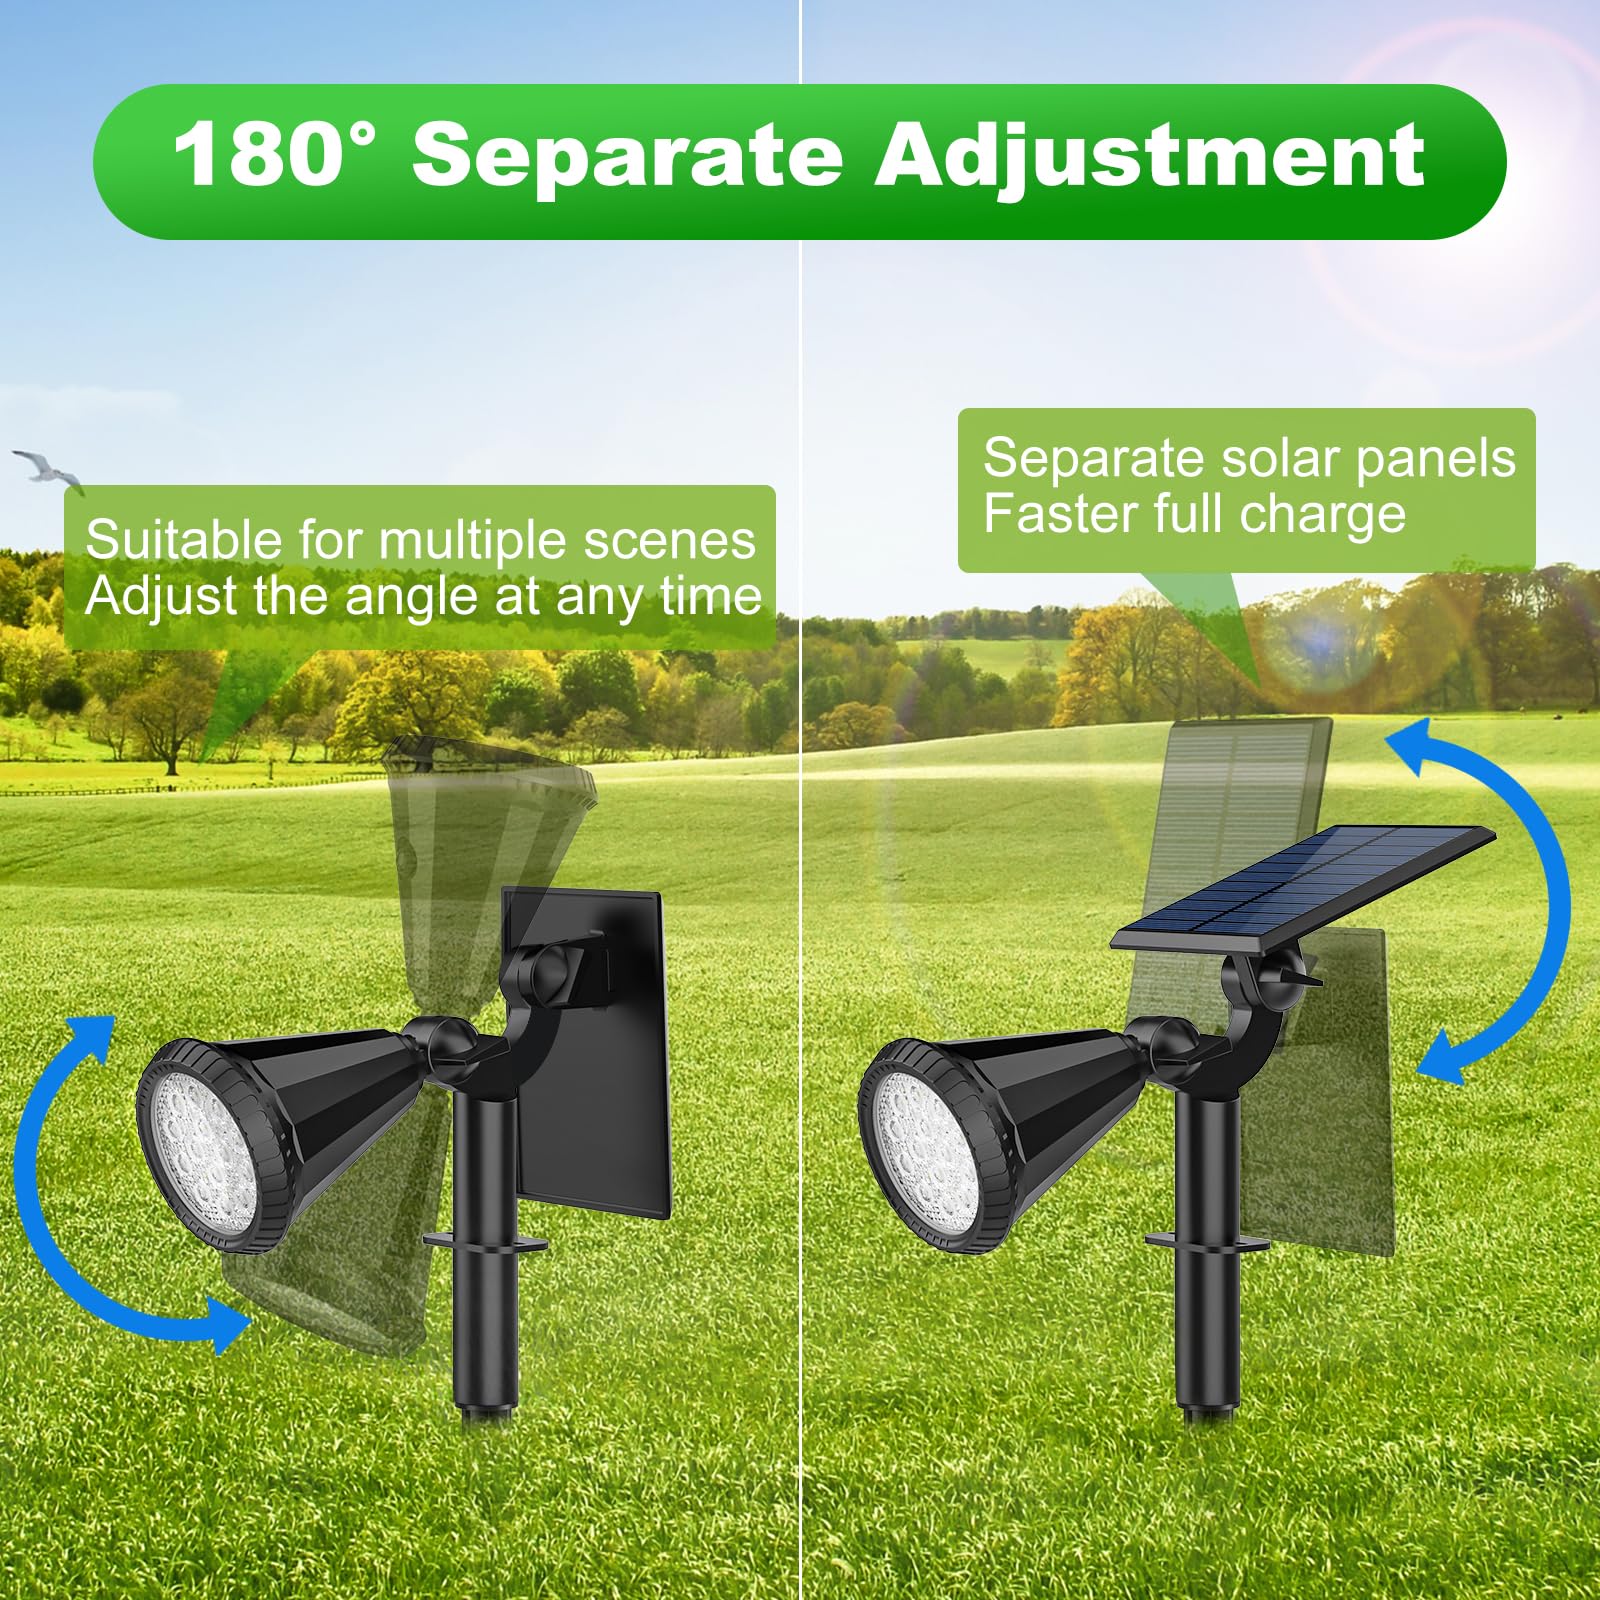 180° Separate Adjustment
Suitable for multiple scenes
Adjust the angle at any time
Separate solar panels
Faster full charge